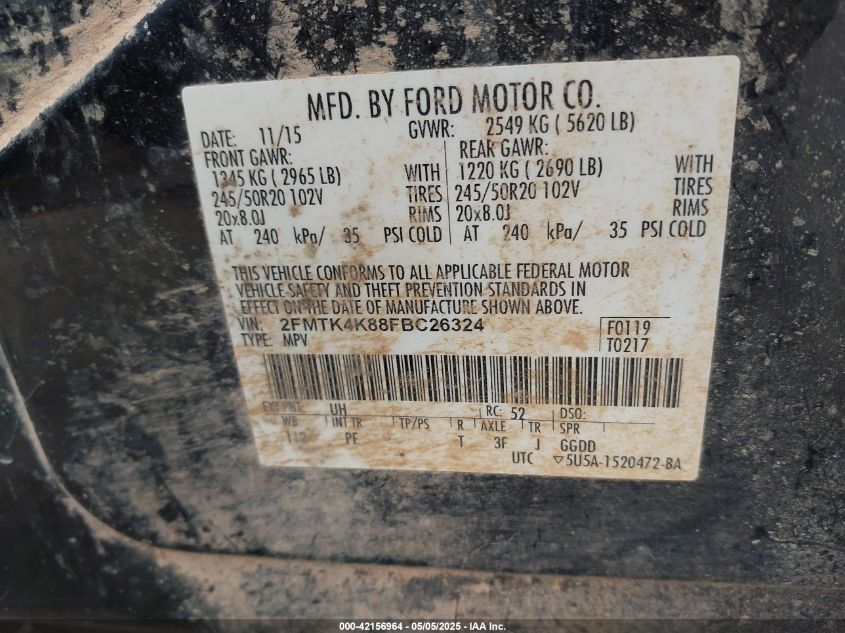 MFD. BY FORD MOTOR CO.
DATE: 11/15 GVWR: 2549 KG ( 5620 LB)
FRONT GAWR: REAR GAWR:
1345 KG ( 2965 LB) WITH 1220 KG ( 2690 LB) WITH
245/50R20 102V TIRES 245/50R20 102V TIRES
20x8.0J RIMS 20x8.0J RIMS
AT 240 kPa/ 35 PSI COLD AT 240 kPa/ 35 PSI COLD
THIS VEHICLE CONFORMS TO ALL APPLICABLE FEDERAL MOTOR
VEHICLE SAFETY AND THEFT PREVENTION STANDARDS IN
EFFECT ON THE DATE OF MANUFACTURE SHOWN ABOVE.
VIN: 2FMTK4K88FBC26324 F0119
TYPE: MPV T0217
EXT PNT: UH RC: 52 DSO:
WB INT TR TP/PS R AXLE TR SPR
112 PF T 3F J GGDD
UTC ▽5U5A-1520472-BA
000-42156964 / 05/05/2025 - IAA Inc.